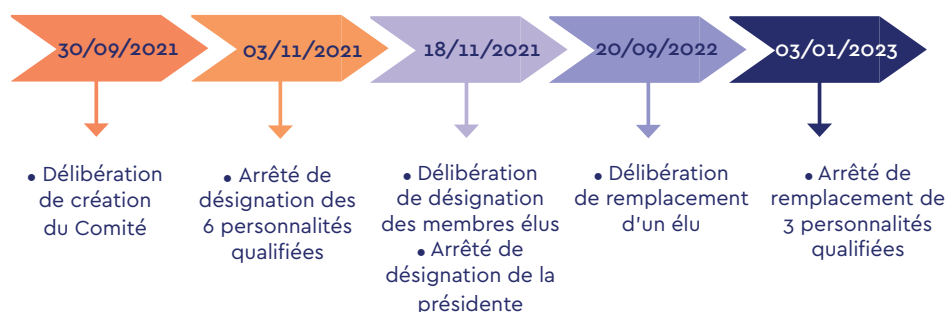 30/09/2021
03/11/2021
18/11/2021
20/09/2022
03/01/2023
• Délibération
de création
du Comité
• Arrêté de
désignation des
6 personnalités
qualifiées
• Délibération
de désignation
des membres élus
• Arrêté de
désignation de la
présidente
• Délibération
de remplacement
d'un élu
• Arrêté de
remplacement de
3 personnalités
qualifiées